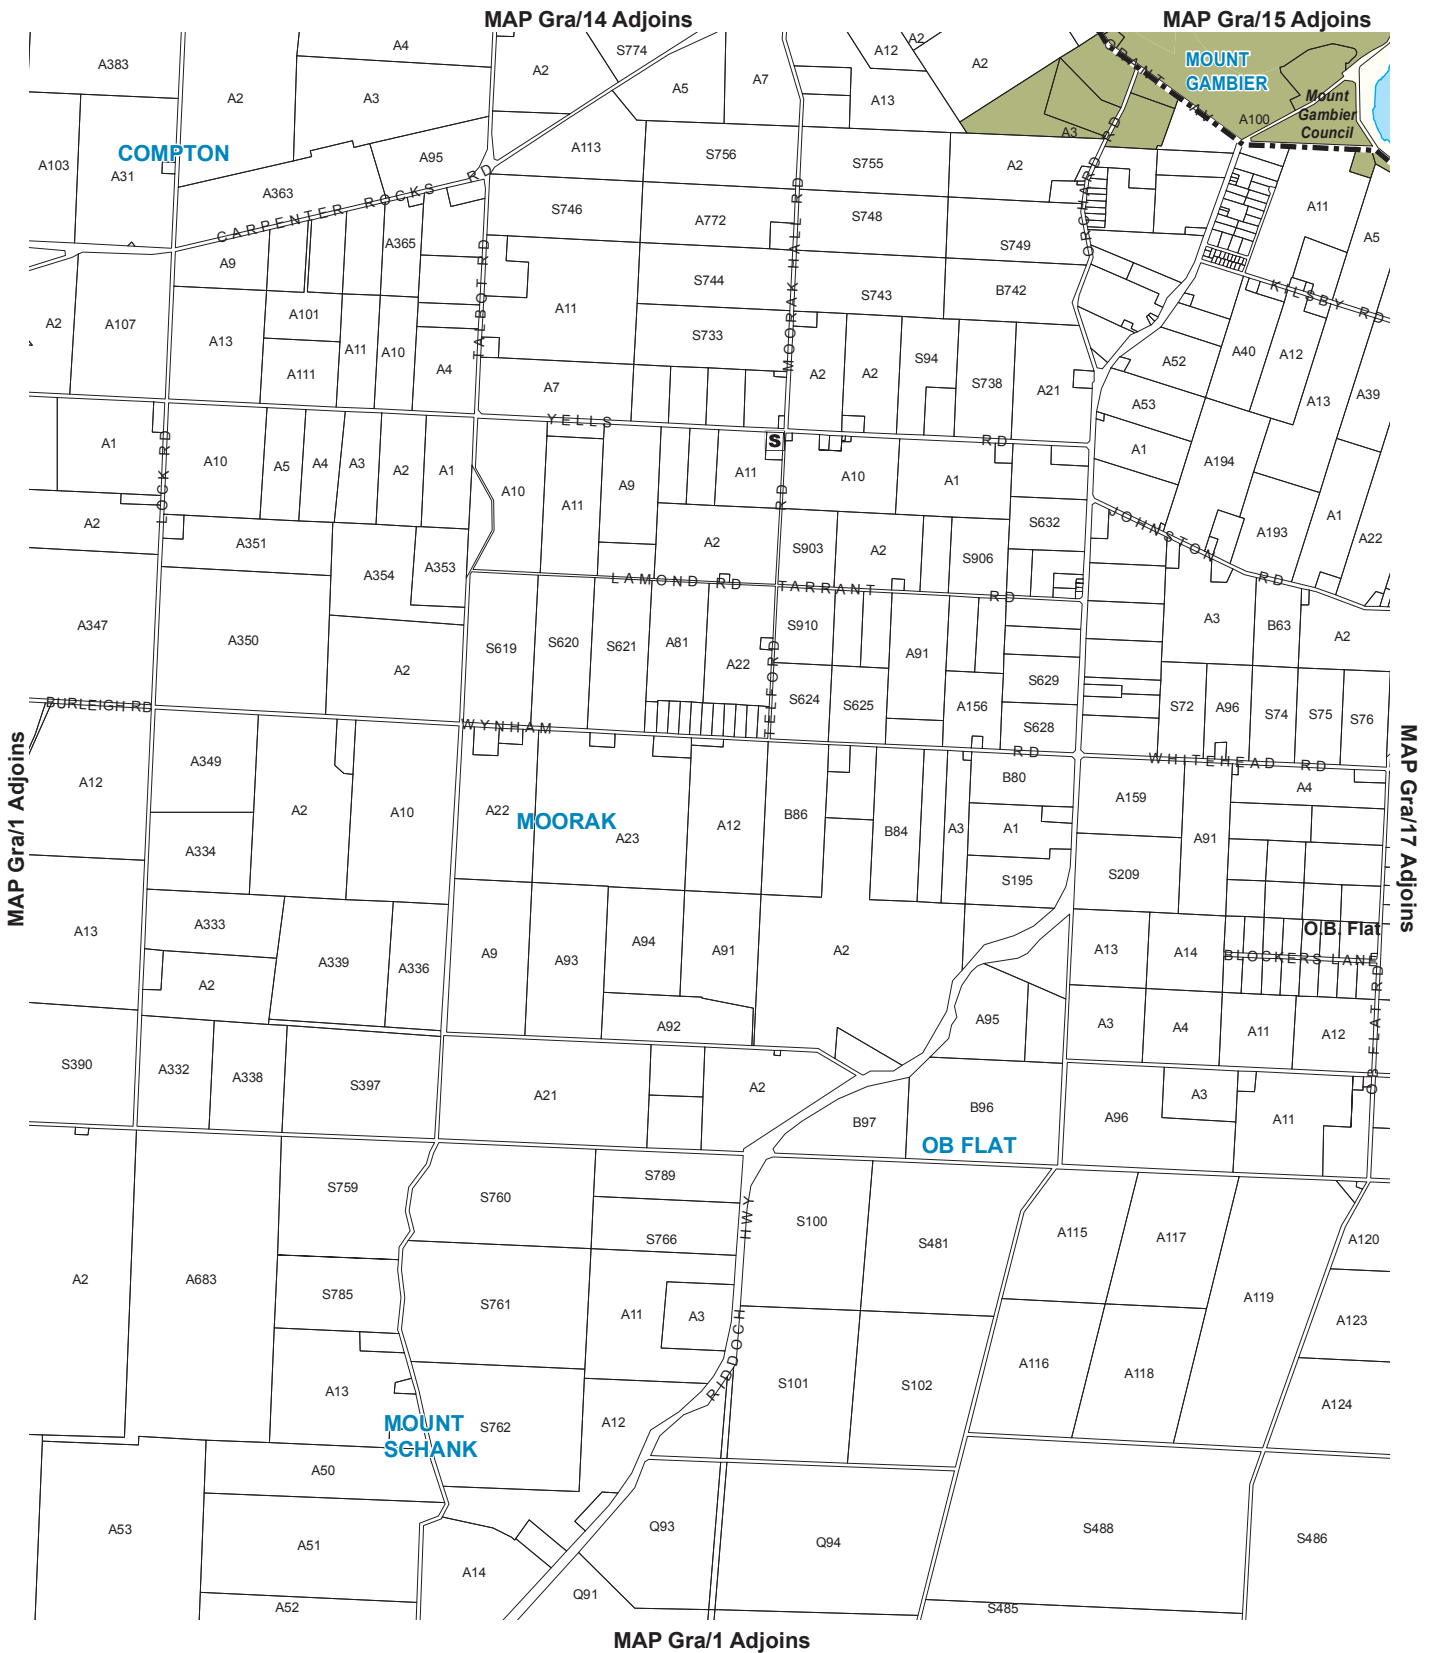 MAP Gra/14 Adjoins
MAP Gra/15 Adjoins
A383
A4
A2
A3
A2
S774
A5
A7
A12
A2
A13
A2
GRANT
AV
MOUNT
GAMBIER
Mount
Gambier
Council
A100
A3
A103
A31
COMPTON
A363
A95
CARPENTER ROCKS RD
A113
S756
S755
A2
ORCHARD RD
A11
A5
S746
A772
S748
S749
A365
A9
TALBOT RD
MOORAK HALL RD
A11
S744
S743
B742
KILSBY RD
A2
A107
A13
A101
A111
A11
A10
A4
S733
A7
A2
A2
S94
S738
A21
A52
A40
A12
A53
A13
A39
YELLS
RD
S
A1
LOCK RD
A10
A5
A4
A3
A2
A1
A10
A11
A9
A11
RD
A10
A1
A1
A194
A2
A351
A354
A353
A2
S903
A2
S906
S632
JOHNSTON RD
A193
A1
A22
LAMOND RD
TARRANT
RD
A347
A350
A2
S619
S620
S621
A81
A22
TELFORD
S910
S624
S625
A91
A156
S629
S628
A3
B63
A2
S72
A96
S74
S75
S76
BURLEIGH RD
WYNHAM
RD
WHITEHEAD RD
MAP Gra/1 Adjoins
MAP Gra/17 Adjoins
A12
A349
A334
A2
A10
A22
MOORAK
A23
A12
B86
B84
A3
B80
A1
S195
A159
S209
A91
A4
A13
A333
A2
A339
A336
A9
A93
A94
A91
A92
A2
A95
A13
A14
O.B. Flat
BLOCKERS LANE
A3
A4
A11
A12
OB FLAT RD
S390
A332
A338
S397
A21
A2
B97
B96
OB FLAT
A96
A3
A11
A2
A683
S759
S785
A13
S760
S761
S762
S789
S766
A11
A3
A12
RIDDOCH
HWY
S100
S481
S101
S102
A115
A117
A116
A118
A119
A120
A123
A124
MOUNT
SCHANK
A53
A50
A51
A52
A14
Q91
Q93
Q94
S488
S485
S486
MAP Gra/1 Adjoins